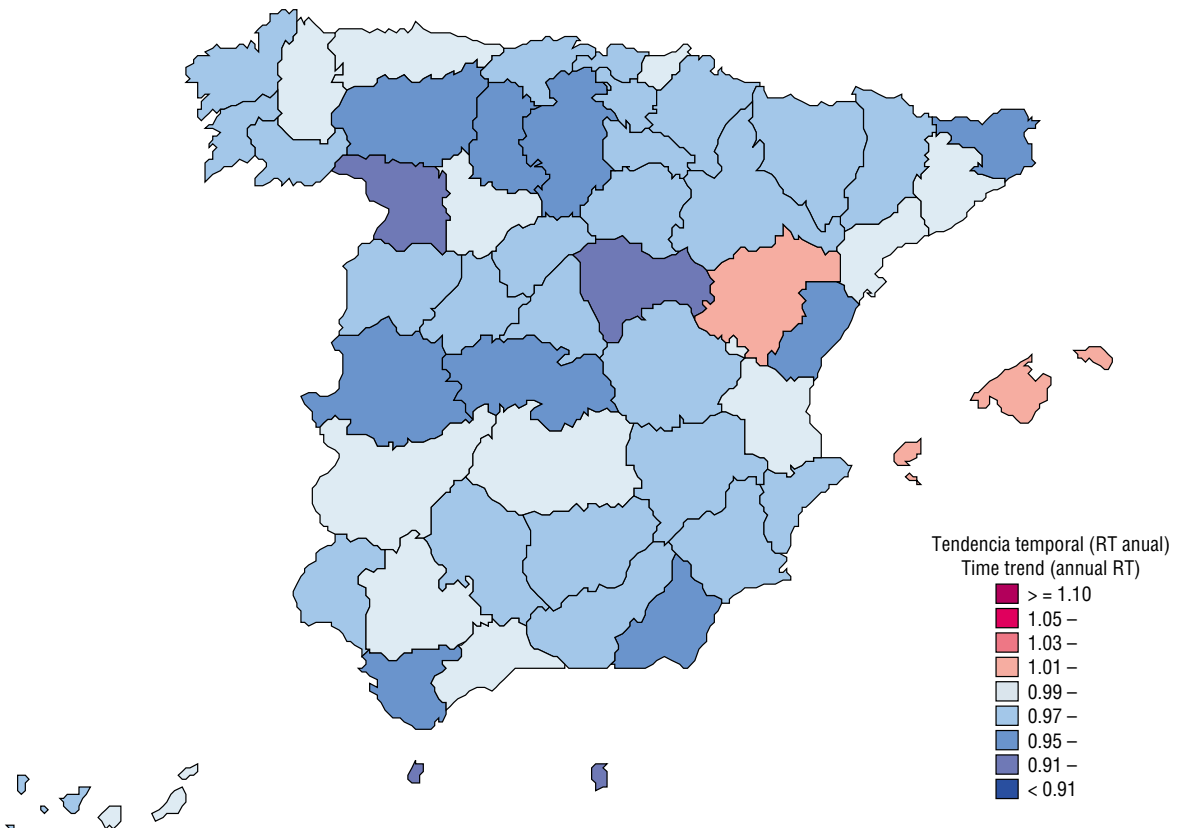 Tendencia temporal (RT anual)
Time trend (annual RT)
> = 1.10
1.05 –
1.03 –
1.01 –
0.99 –
0.97 –
0.95 –
0.91 –
< 0.91